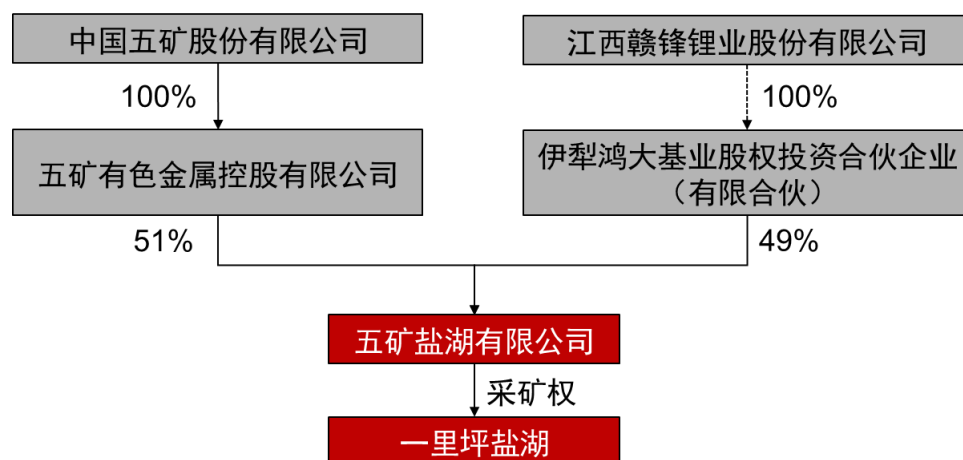 中国五矿股份有限公司
江西赣锋锂业股份有限公司
100%
100%
五矿有色金属控股有限公司
伊犁鸿大基业股权投资合伙企业
（有限合伙）
51%
49%
五矿盐湖有限公司
采矿权
一里坪盐湖